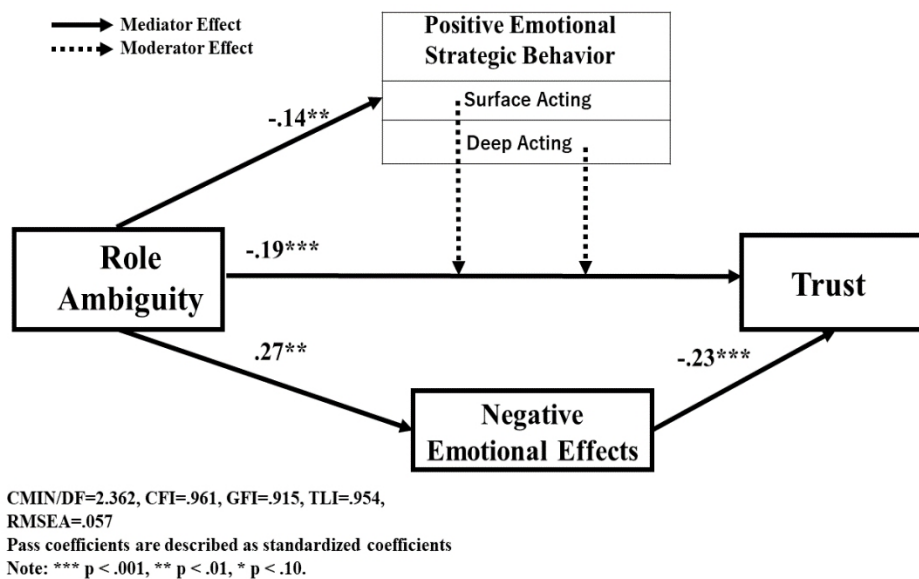 Mediator Effect
Moderator Effect
Positive Emotional
Strategic Behavior
Surface Acting
Deep Acting
-.14**
Role
Ambiguity
-.19***
Trust
.27**
-.23***
Negative
Emotional Effects
CMIN/DF=2.362, CFI=.961, GFI=.915, TLI=.954,
RMSEA=.057
Pass coefficients are described as standardized coefficients
Note: *** p < .001, ** p < .01, * p < .10.